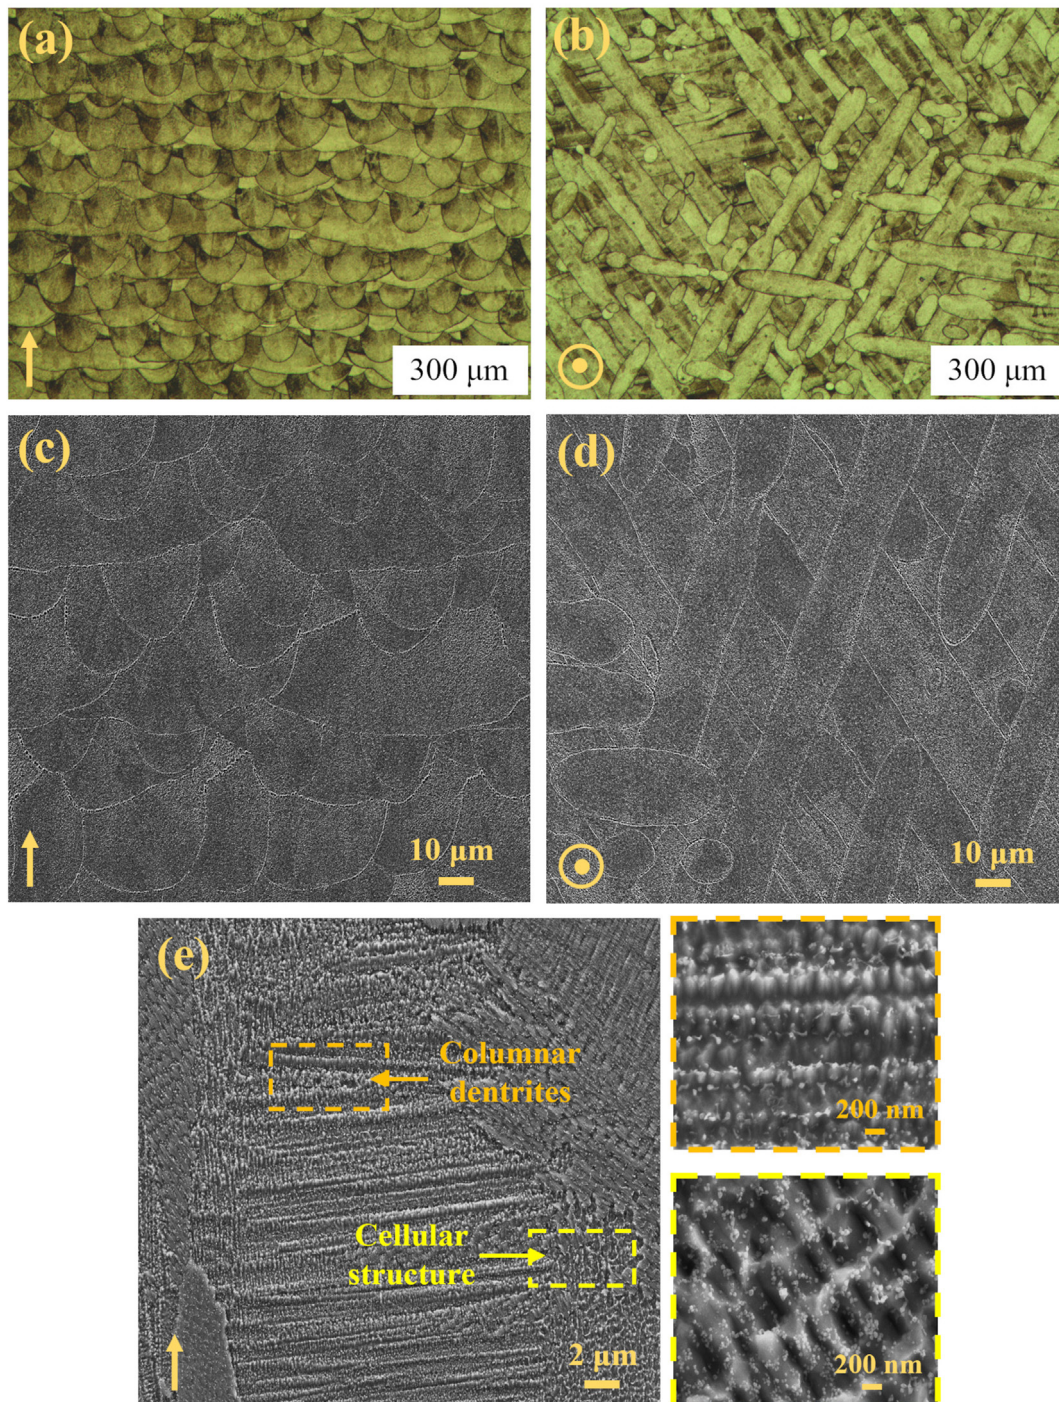 (a)
(b)
300 μm
300 μm
(c)
(d)
10 μm
10 μm
(e)
Columnar
dentrites
200 nm
Cellular
structure
2 μm
200 nm